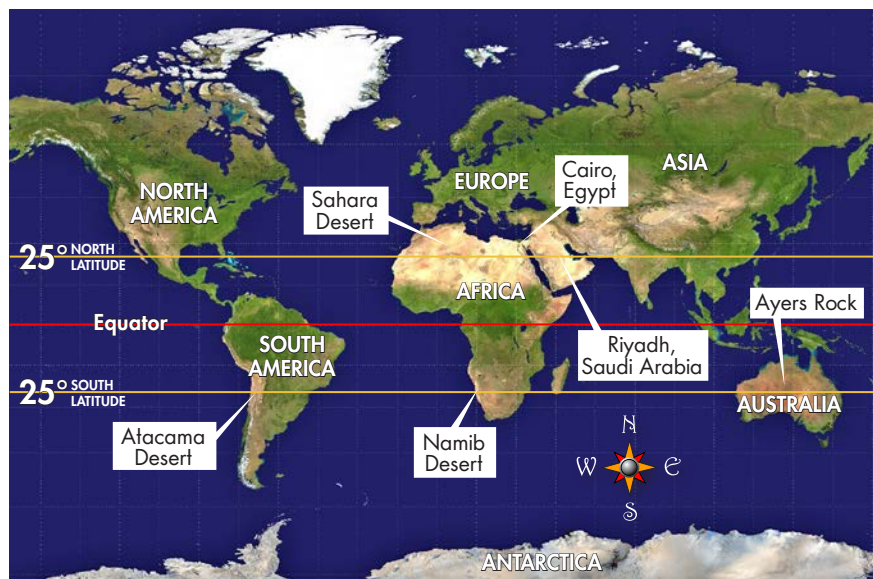 ASIA
Cairo,
Egypt
EUROPE
NORTH
AMERICA
Sahara
Desert
25° NORTH
LATITUDE
AFRICA
Ayers Rock
Equator
SOUTH
AMERICA
Riyadh,
Saudi Arabia
25° SOUTH
LATITUDE
AUSTRALIA
Atacama
Desert
Namib
Desert
N
W E
S
ANTARCTICA